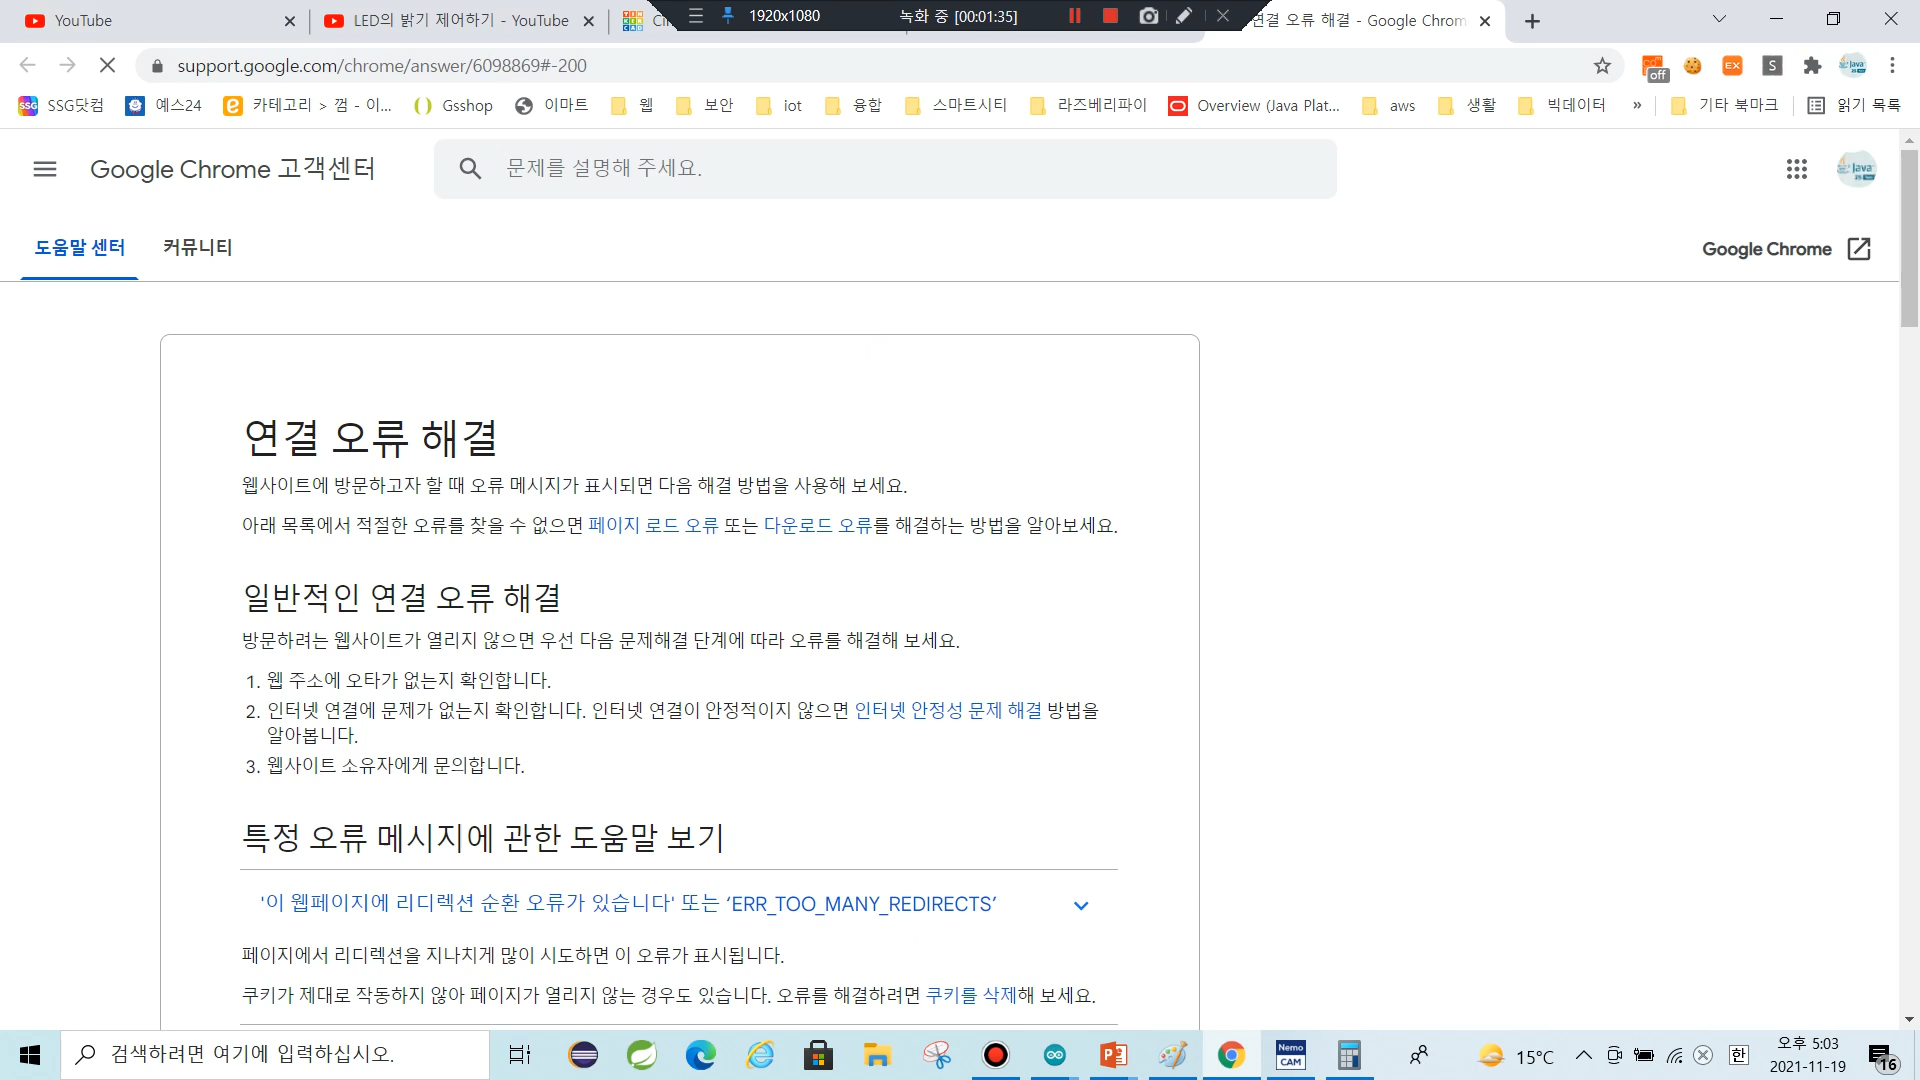 YouTube
LED의 밝기 제어하기 - YouTube
1920x1080
녹화 중 [00:01:35]
연결 오류 해결 - Google Chrom
support.google.com/chrome/answer/6098869#-200
off
SSG닷컴
예스24
카테고리 > 껌 - 이...
Gsshop
이마트
웹
보안
iot
융합
스마트시티
라즈베리파이
Overview (Java Plat...
aws
생활
빅데이터
»
기타 북마크
읽기 목록
Google Chrome 고객센터
문제를 설명해 주세요.
도움말 센터
커뮤니티
Google Chrome
연결 오류 해결
웹사이트에 방문하고자 할 때 오류 메시지가 표시되면 다음 해결 방법을 사용해 보세요.
아래 목록에서 적절한 오류를 찾을 수 없으면 페이지 로드 오류 또는 다운로드 오류를 해결하는 방법을 알아보세요.
일반적인 연결 오류 해결
방문하려는 웹사이트가 열리지 않으면 우선 다음 문제해결 단계에 따라 오류를 해결해 보세요.
1. 웹 주소에 오타가 없는지 확인합니다.
2. 인터넷 연결에 문제가 없는지 확인합니다. 인터넷 연결이 안정적이지 않으면 인터넷 안정성 문제 해결 방법을
알아봅니다.
3. 웹사이트 소유자에게 문의합니다.
특정 오류 메시지에 관한 도움말 보기
'이 웹페이지에 리디렉션 순환 오류가 있습니다' 또는 ‘ERR_TOO_MANY_REDIRECTS’
페이지에서 리디렉션을 지나치게 많이 시도하면 이 오류가 표시됩니다.
쿠키가 제대로 작동하지 않아 페이지가 열리지 않는 경우도 있습니다. 오류를 해결하려면 쿠키를 삭제해 보세요.
검색하려면 여기에 입력하십시오.
Nemo
CAM
15°C
한
오후 5:03
2021-11-19
16